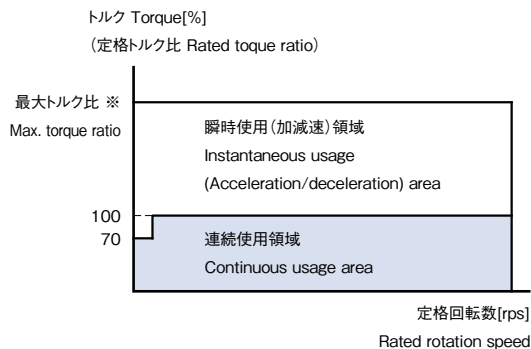 トルク Torque[%]
(定格トルク比 Rated toque ratio)
最大トルク比 ※
Max. torque ratio
瞬時使用(加減速)領域
Instantaneous usage
(Acceleration/deceleration) area
100
70
連続使用領域
Continuous usage area
定格回転数[rps]
Rated rotation speed